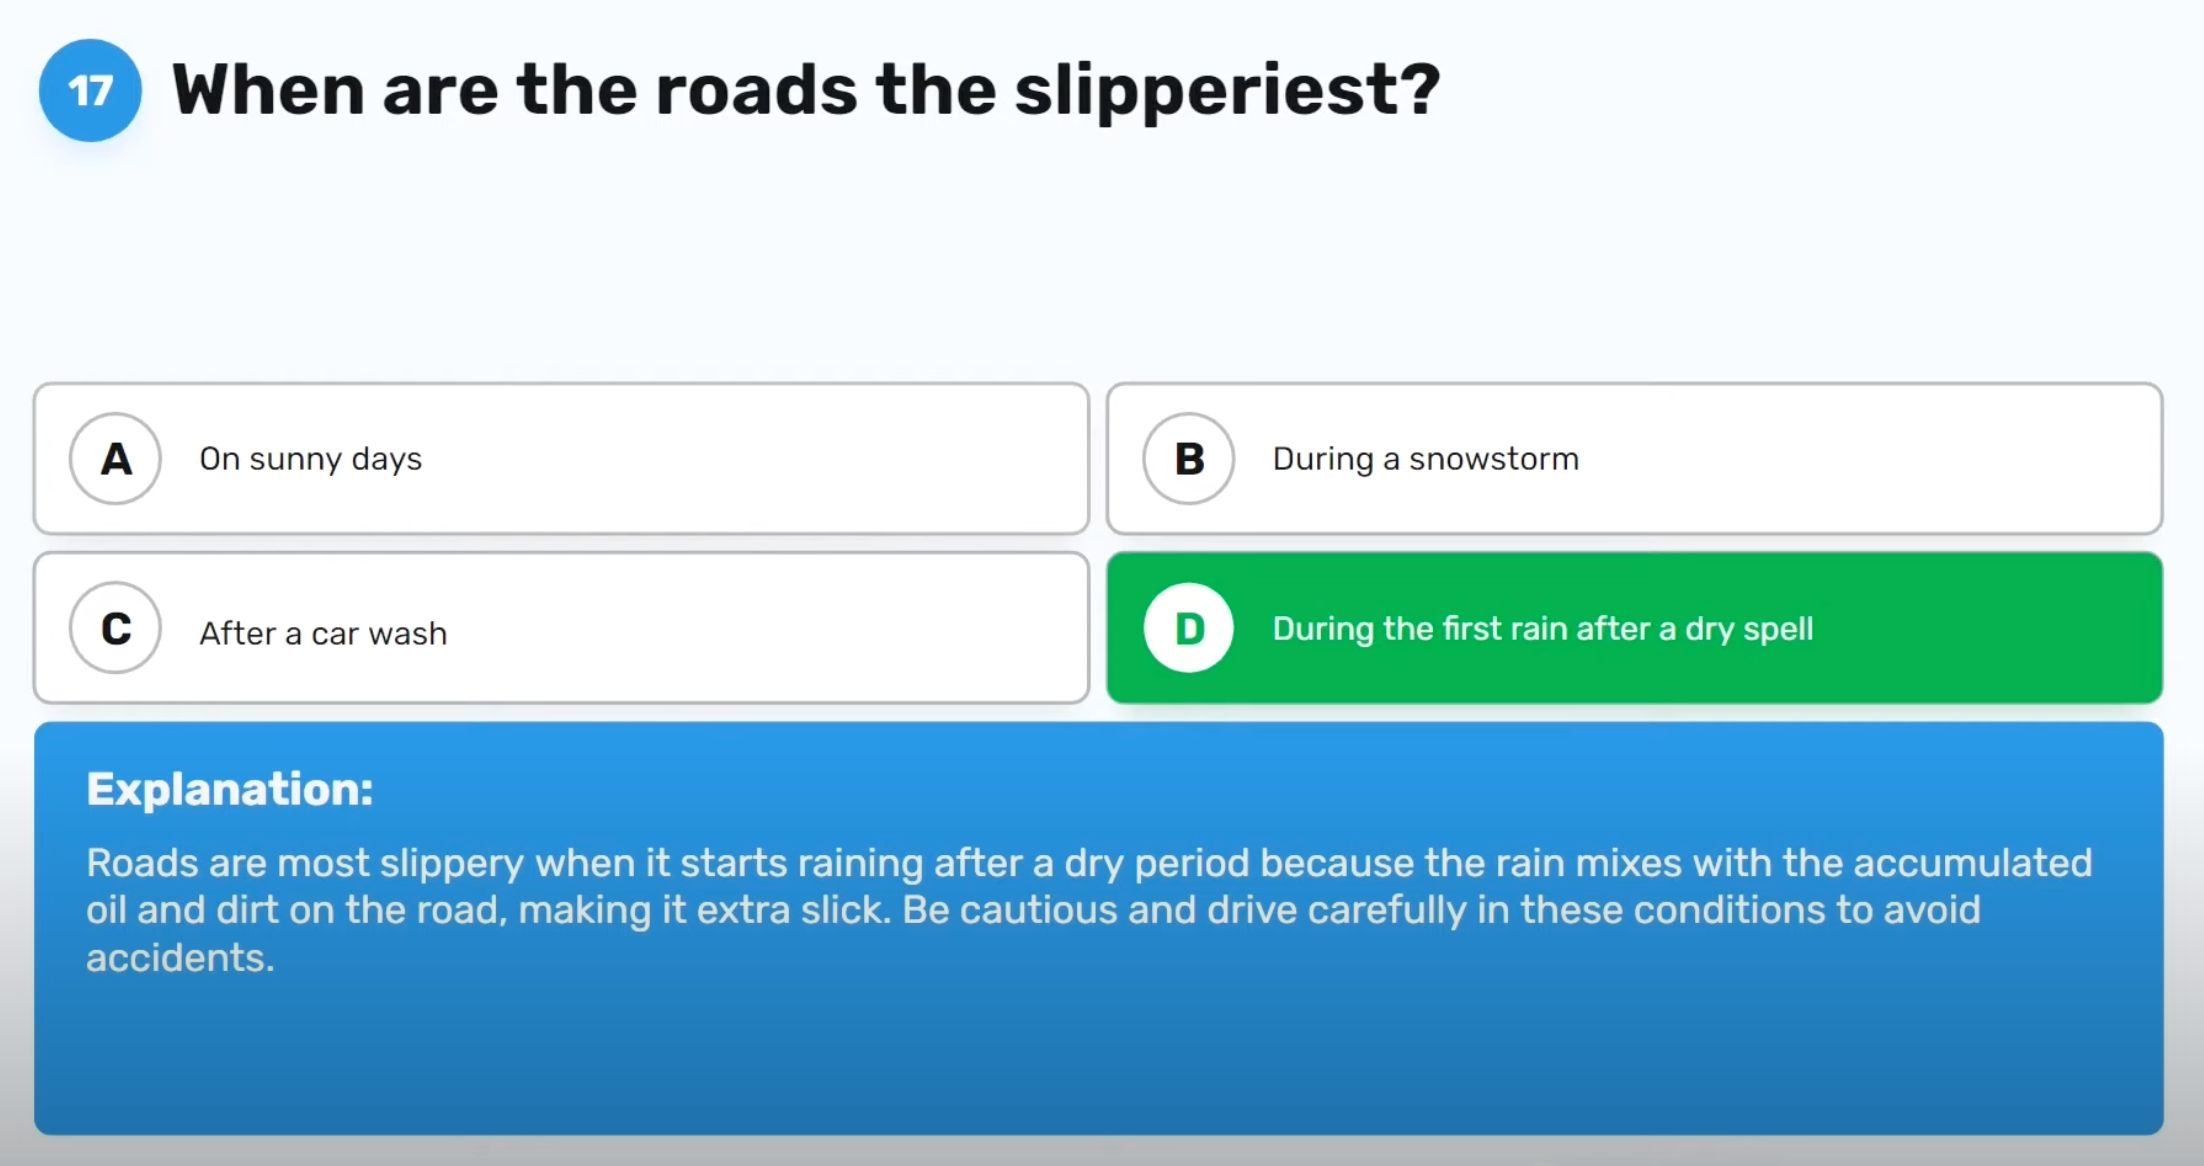 17 When are the roads the slipperiest?
A On sunny days
B During a snowstorm
C After a car wash
D During the first rain after a dry spell
Explanation:
Roads are most slippery when it starts raining after a dry period because the rain mixes with the accumulated
oil and dirt on the road, making it extra slick. Be cautious and drive carefully in these conditions to avoid
accidents.